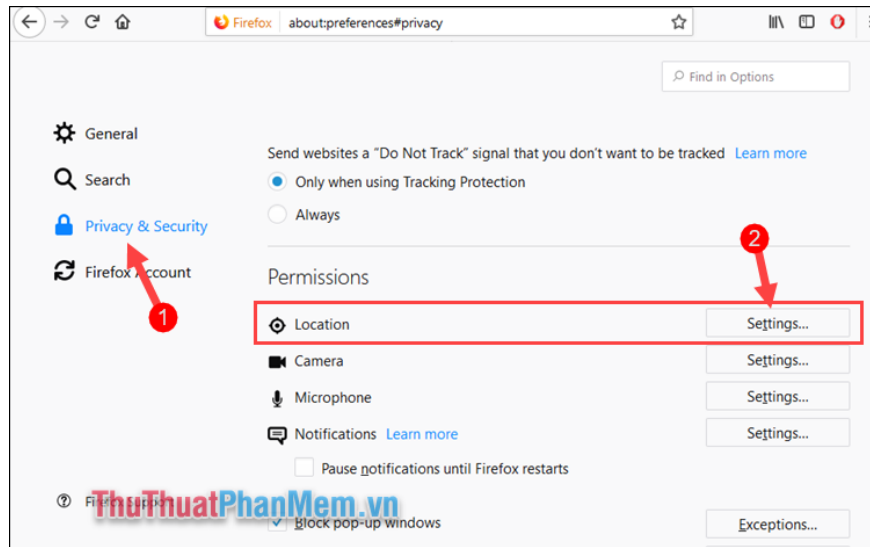 Firefox about:preferences#privacy
Find in Options
General
Search
Privacy & Security
Firefox Account
Send websites a “Do Not Track” signal that you don’t want to be tracked Learn more
Only when using Tracking Protection
Always
2
1
Permissions
Location Settings...
Camera Settings...
Microphone Settings...
Notifications Learn more Settings...
Pause notifications until Firefox restarts
Firefox Support
ThuThuatPhanMem.vn
Block pop-up windows Exceptions...